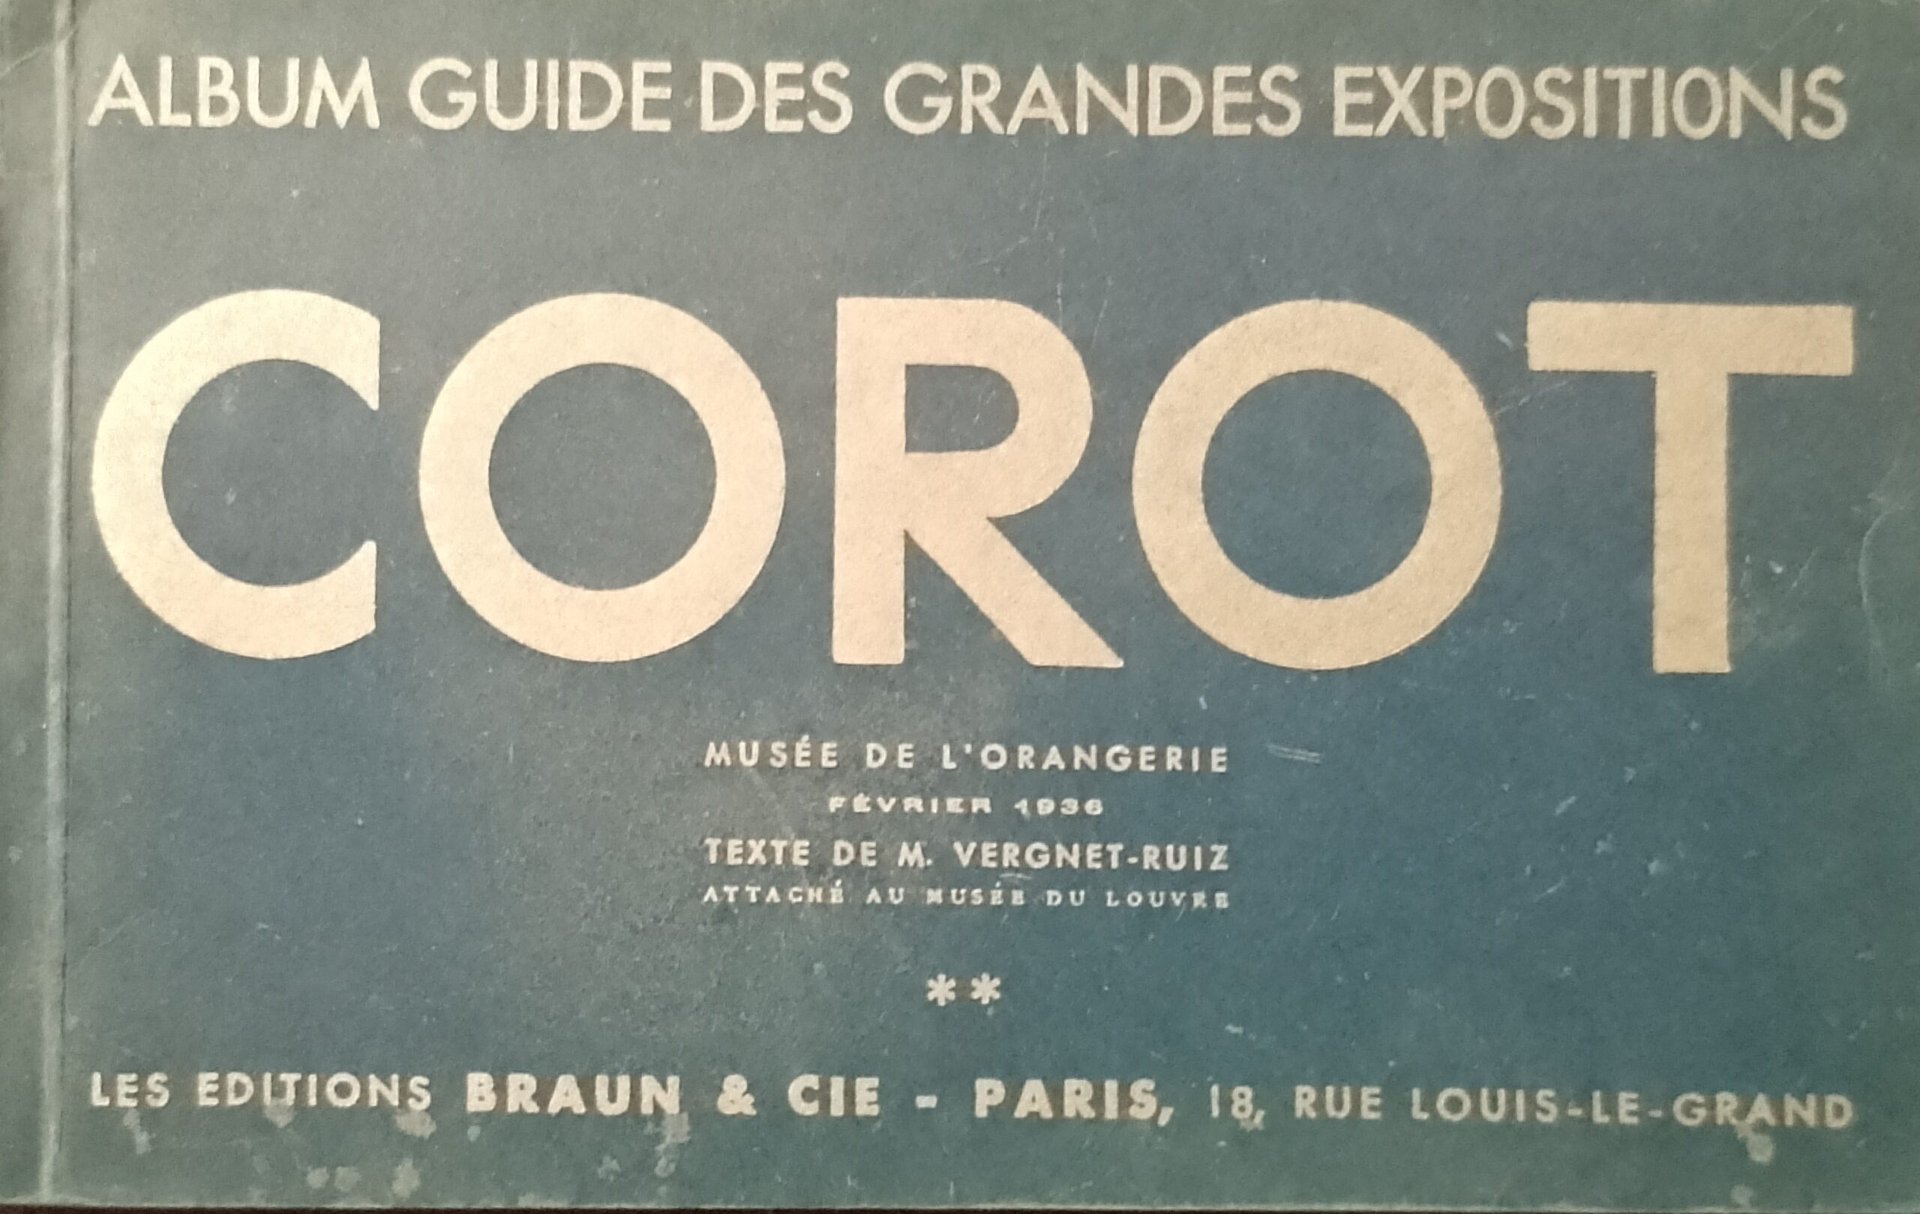 ALBUM GUIDE DES GRANDES EXPOSITIONS
COROT
MUSÉE DE L'ORANGERIE
FÉVRIER 1936
TEXTE DE M. VERGNET-RUIZ
ATTACHÉ AU MUSÉE DU LOUVRE
**
LES EDITIONS BRAUN & CIE - PARIS, 18, RUE LOUIS-LE-GRAND